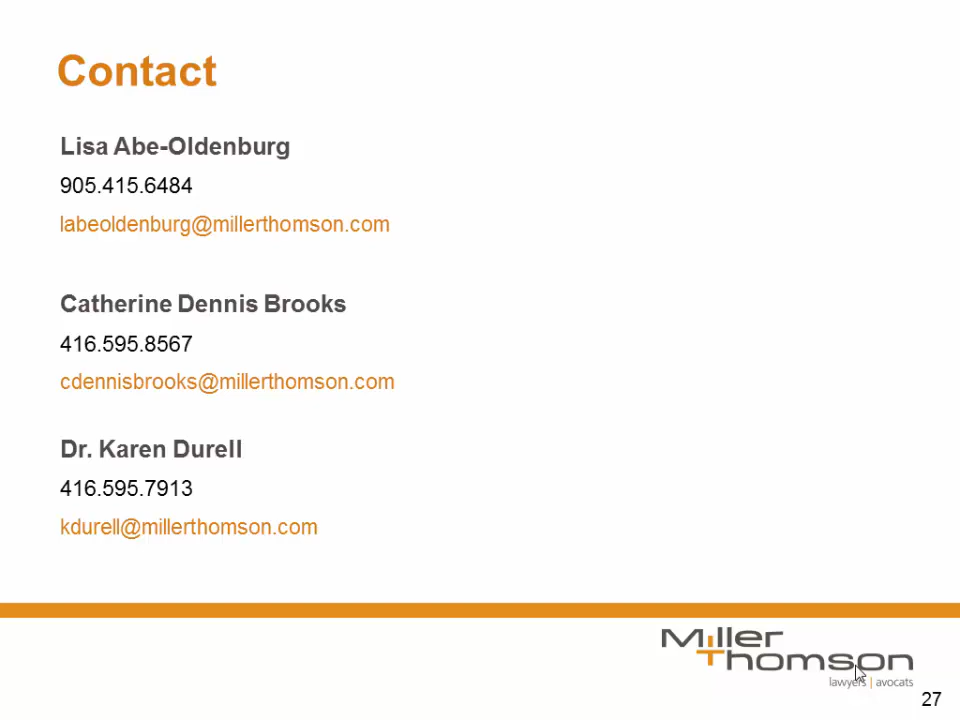 Contact
Lisa Abe-Oldenburg
905.415.6484
labeoldenburg@millerthomson.com
Catherine Dennis Brooks
416.595.8567
cdennisbrooks@millerthomson.com
Dr. Karen Durell
416.595.7913
kdurell@millerthomson.com
Miller
Thomson
lawyers | avocats
27